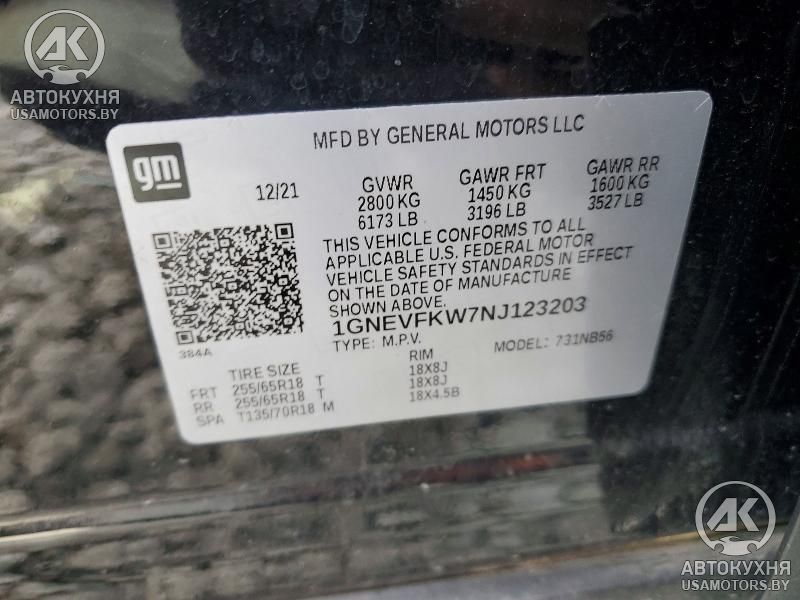 АВТОКУХНЯ
USAMOTORS.BY
MFD BY GENERAL MOTORS LLC
gm
12/21
GVWR
2800 KG
6173 LB
GAWR FRT
1450 KG
3196 LB
GAWR RR
1600 KG
3527 LB
THIS VEHICLE CONFORMS TO ALL
APPLICABLE U.S. FEDERAL MOTOR
VEHICLE SAFETY STANDARDS IN EFFECT
ON THE DATE OF MANUFACTURE
SHOWN ABOVE.
1GNEVFKW7NJ123203
TYPE: M.P.V. MODEL: 731NB56
384A
TIRE SIZE RIM
FRT 255/65R18 T 18X8J
RR 255/65R18 T 18X8J
SPA T135/70R18 M 18X4.5B
АК
АВТОКУХНЯ
USAMOTORS.BY